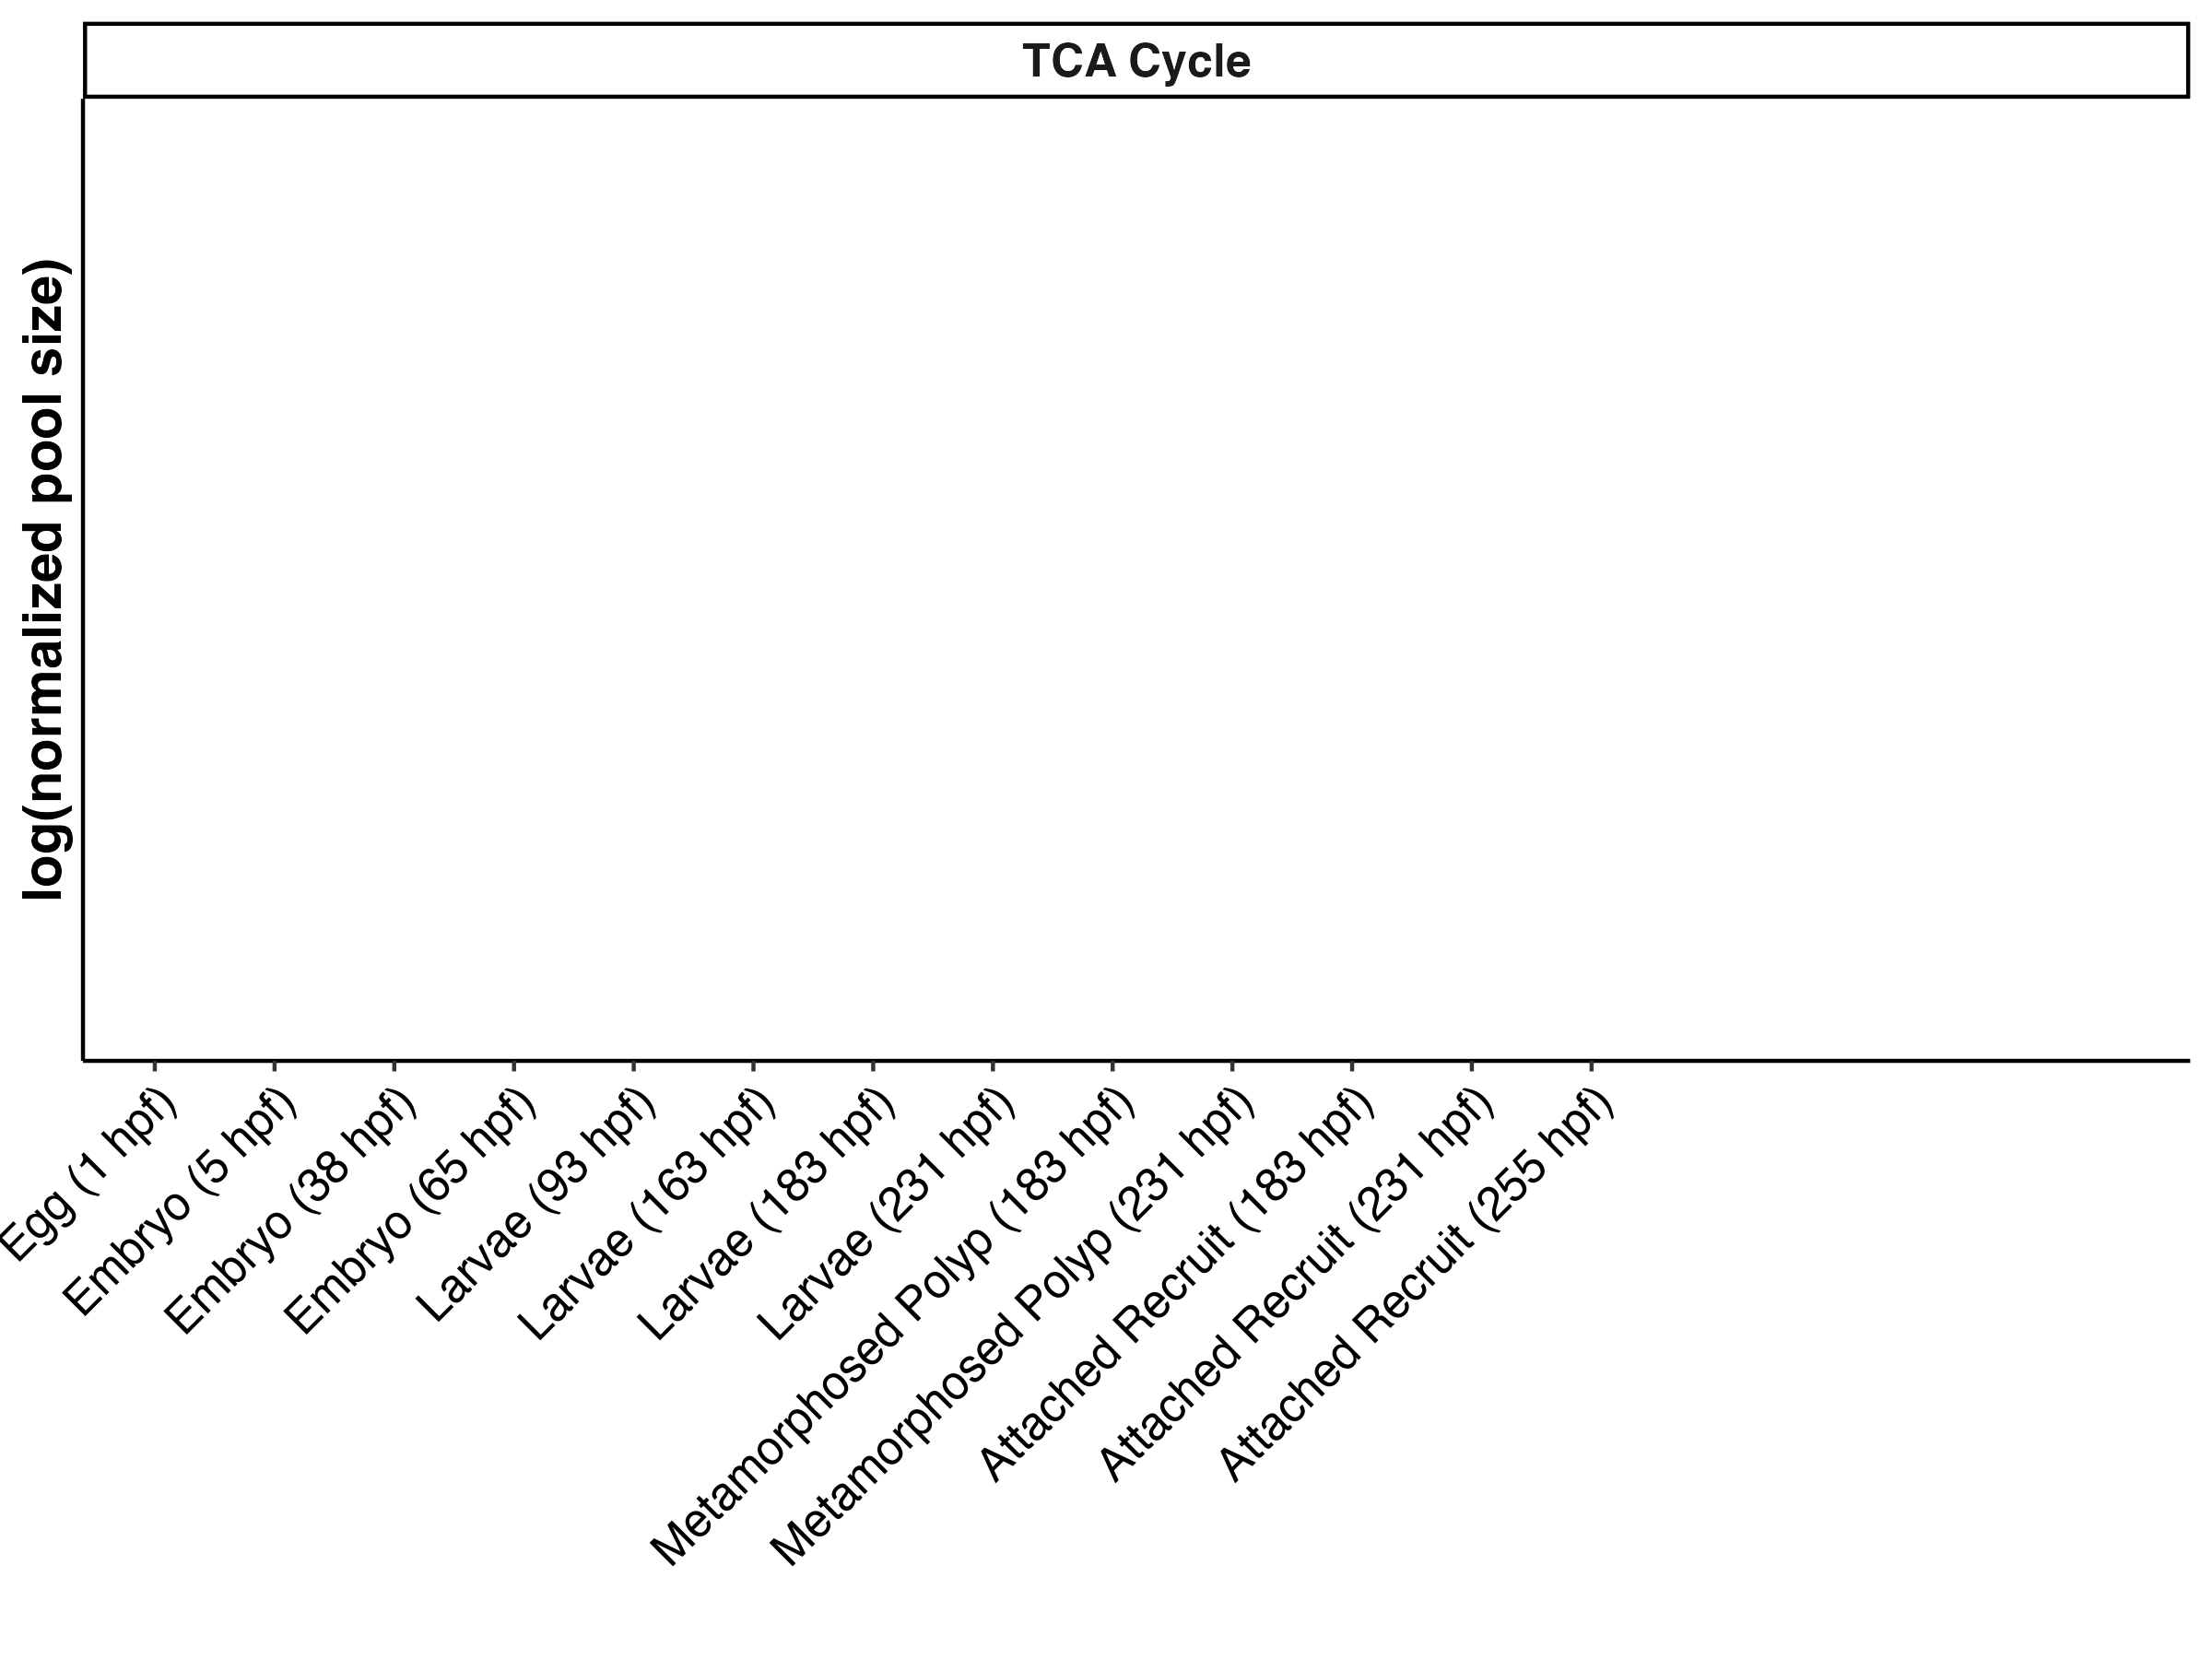 TCA Cycle
log(normalized pool size)
Egg (1 hpf)
Embryo (5 hpf)
Embryo (38 hpf)
Embryo (65 hpf)
Larvae (93 hpf)
Larvae (163 hpf)
Larvae (183 hpf)
Larvae (231 hpf)
Metamorphosed Polyp (183 hpf)
Metamorphosed Polyp (231 hpf)
Attached Recruit (183 hpf)
Attached Recruit (231 hpf)
Attached Recruit (255 hpf)